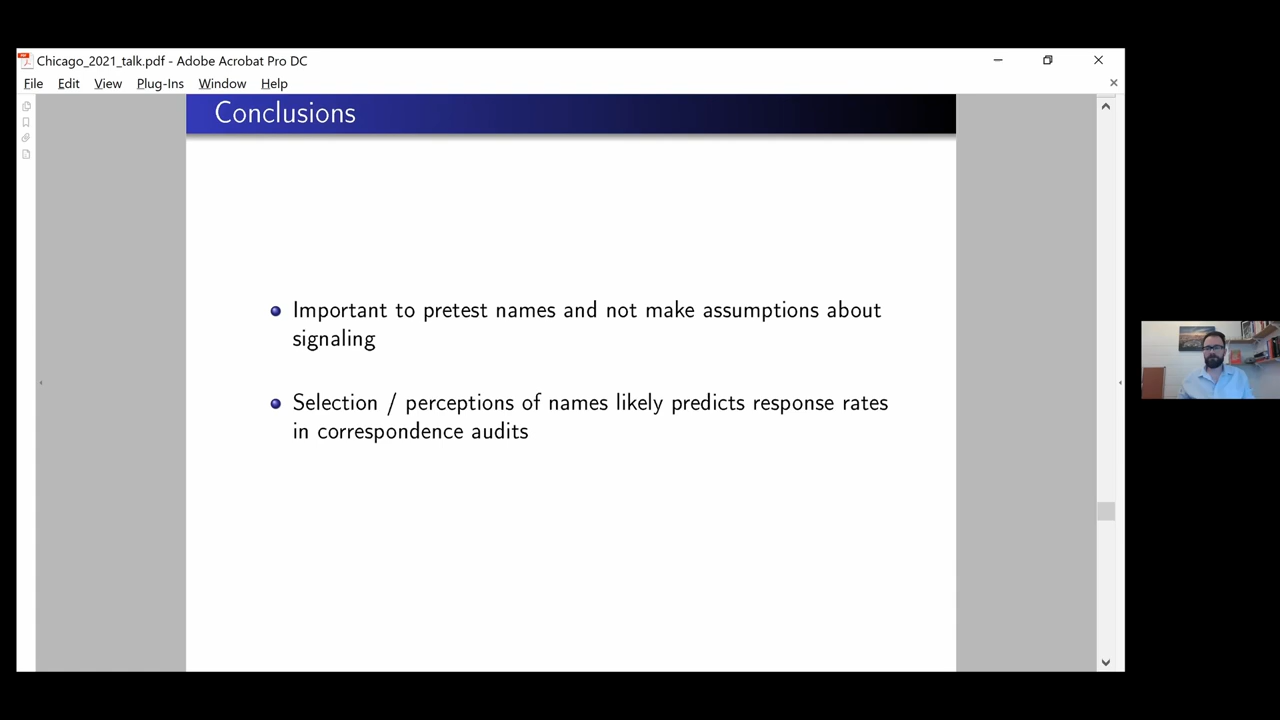 Chicago_2021_talk.pdf - Adobe Acrobat Pro DC
File Edit View Plug-Ins Window Help
Conclusions
Important to pretest names and not make assumptions about
signaling
Selection / perceptions of names likely predicts response rates
in correspondence audits